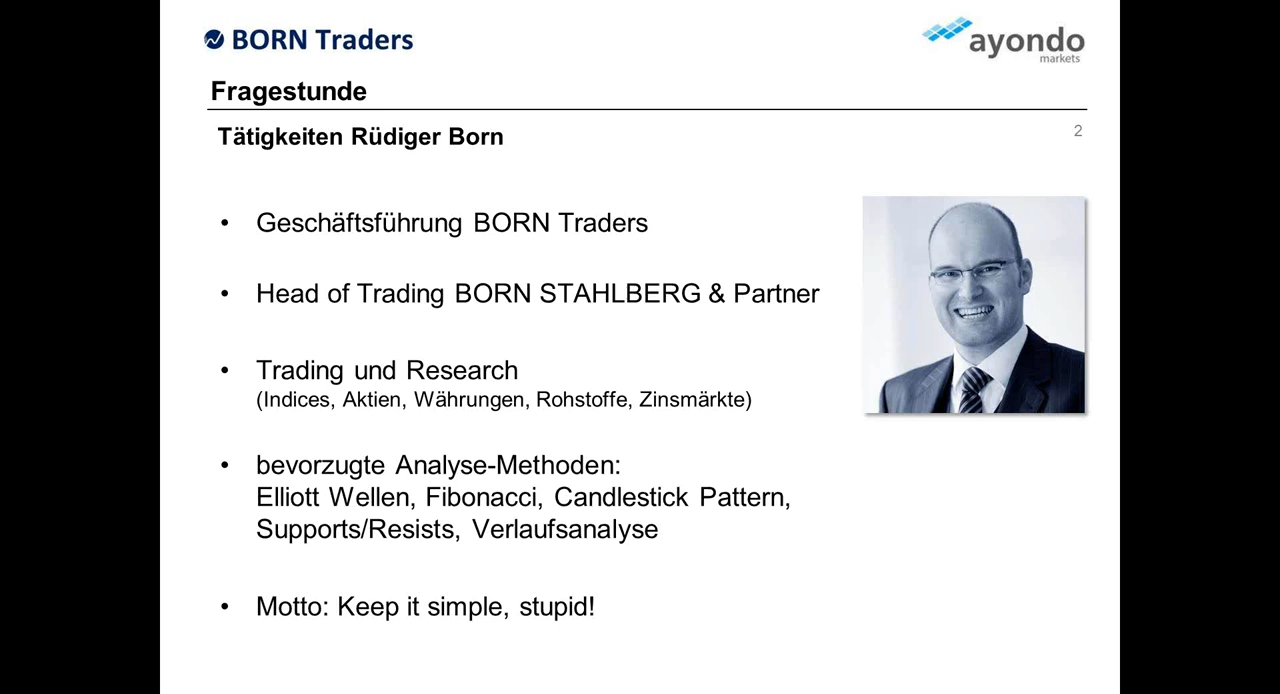 BORN Traders
ayondo
markets
Fragestunde
Tätigkeiten Rüdiger Born
2
• Geschäftsführung BORN Traders
• Head of Trading BORN STAHLBERG & Partner
• Trading und Research
(Indices, Aktien, Währungen, Rohstoffe, Zinsmärkte)
• bevorzugte Analyse-Methoden:
Elliott Wellen, Fibonacci, Candlestick Pattern,
Supports/Resists, Verlaufsanalyse
• Motto: Keep it simple, stupid!